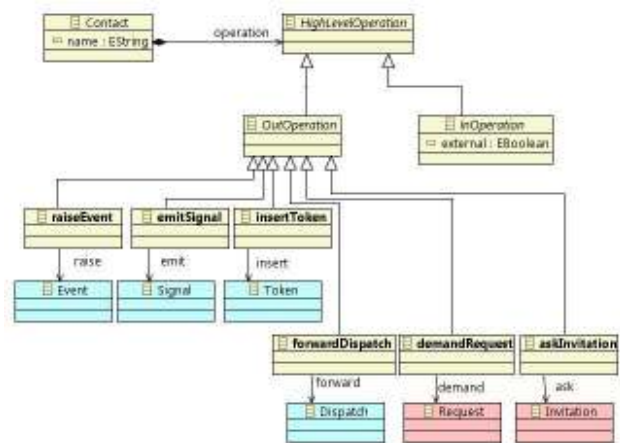 Contact
name : EString
operation
HighLevelOperation
OutOperation
InOperation
external : EBoolean
raiseEvent
emitSignal
insertToken
raise
emit
insert
Event
Signal
Token
forwardDispatch
demandRequest
askInvitation
forward
demand
ask
Dispatch
Request
Invitation